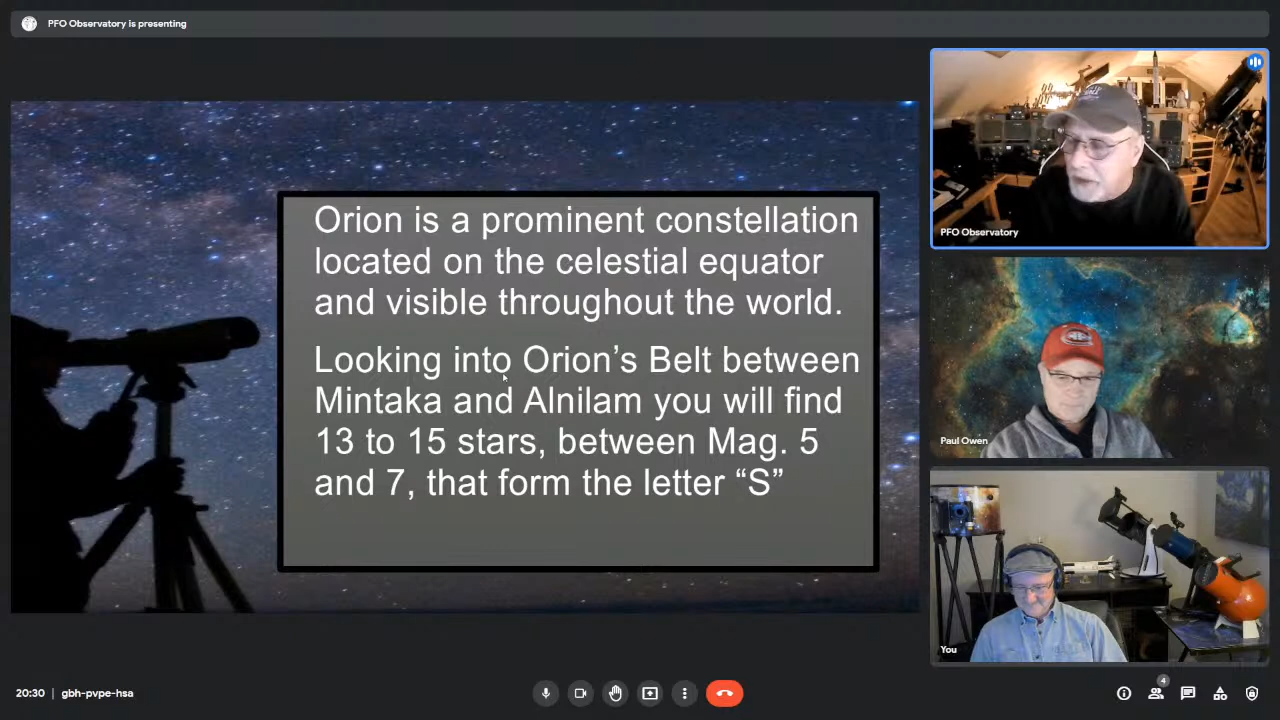 PFO Observatory is presenting
Orion is a prominent constellation
located on the celestial equator
and visible throughout the world.
Looking into Orion’s Belt between
Mintaka and Alnilam you will find
13 to 15 stars, between Mag. 5
and 7, that form the letter “S”
PFO Observatory
Paul Owen
You
20:30 | gbh-pvpe-hsa
4